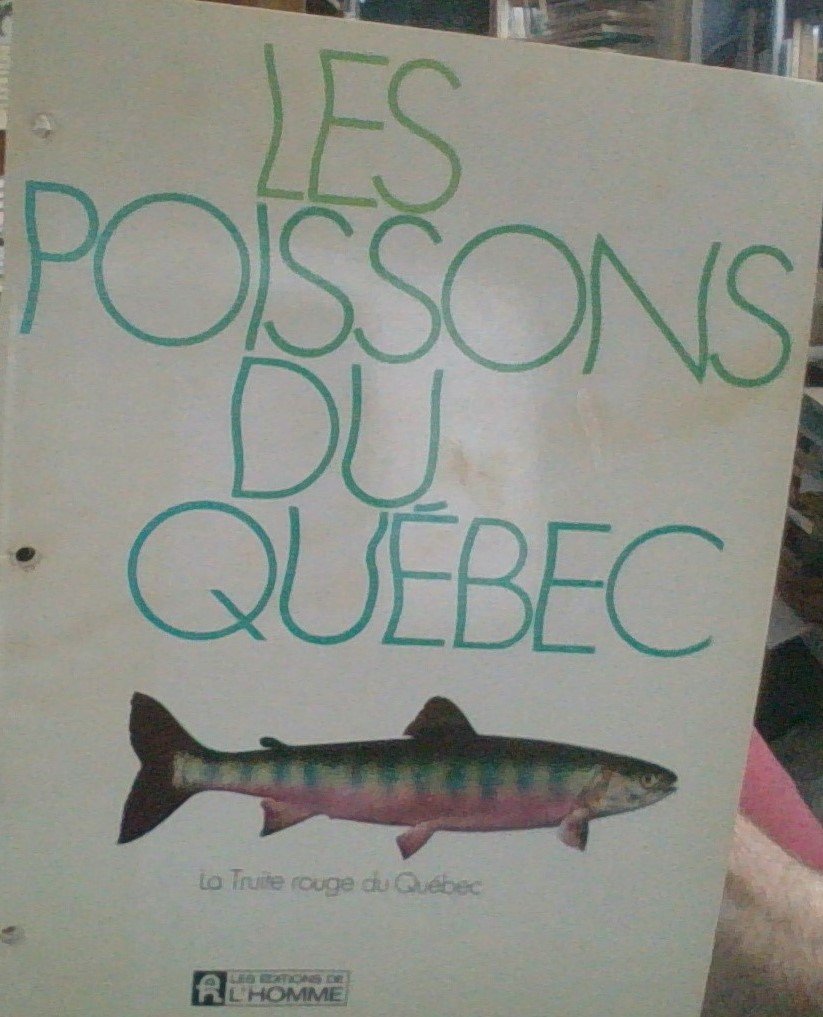 LES
POISSONS
DU
QUÉBEC
La Truite rouge du Québec
LES ÉDITIONS DE
L'HOMME